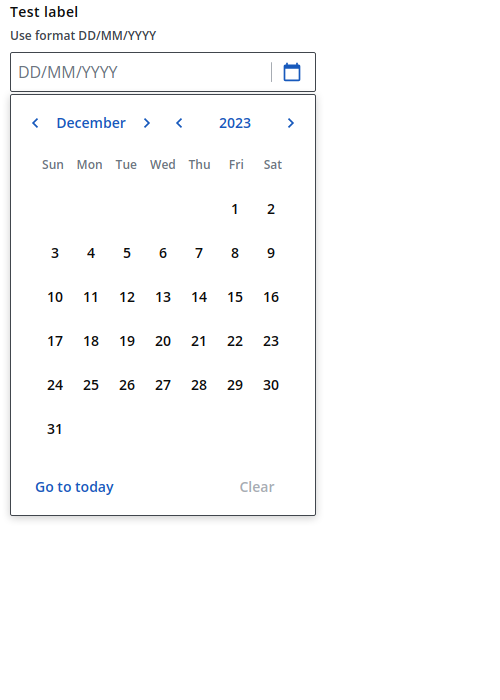 Test label
Use format DD/MM/YYYY
DD/MM/YYYY
December 2023
Sun Mon Tue Wed Thu Fri Sat
1 2
3 4 5 6 7 8 9
10 11 12 13 14 15 16
17 18 19 20 21 22 23
24 25 26 27 28 29 30
31
Go to today Clear